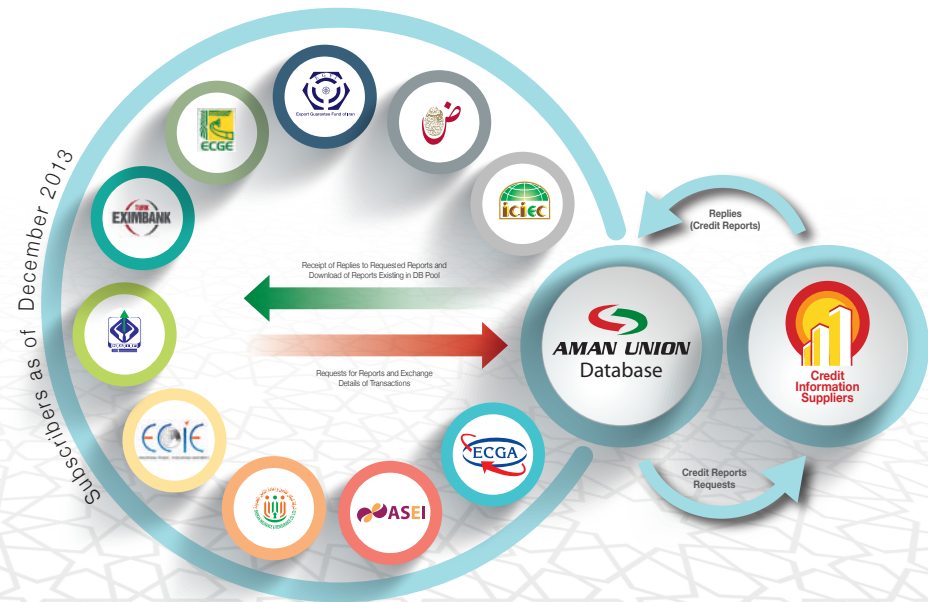 Subscribers as of December 2013
EGFI
Export Guarantee Fund of Iran
ECGE
ض
iciec
TURK
EXIMBANK
ECIE
ASEI
ECGA
Receipt of Replies to Requested Reports and
Download of Reports Existing in DB Pool
Requests for Reports and Exchange
Details of Transactions
AMAN UNION
Database
Replies
(Credit Reports)
Credit
Information
Suppliers
Credit Reports
Requests